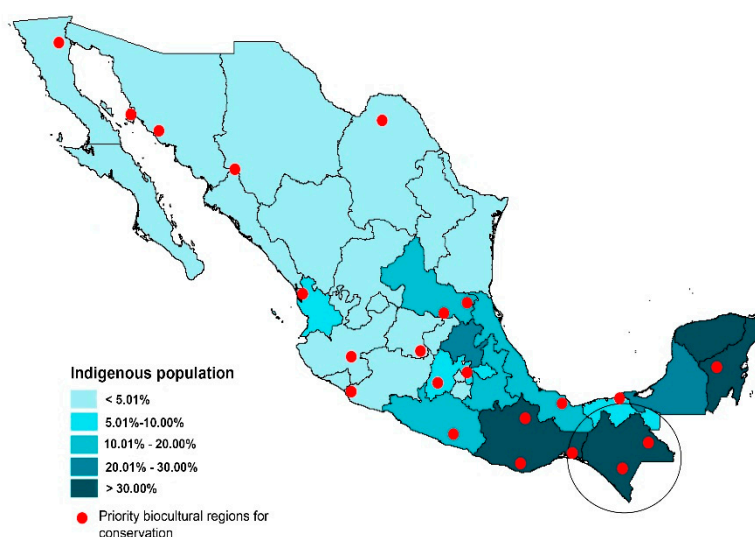 Indigenous population
< 5.01%
5.01%-10.00%
10.01% - 20.00%
20.01% - 30.00%
> 30.00%
Priority biocultural regions for
conservation